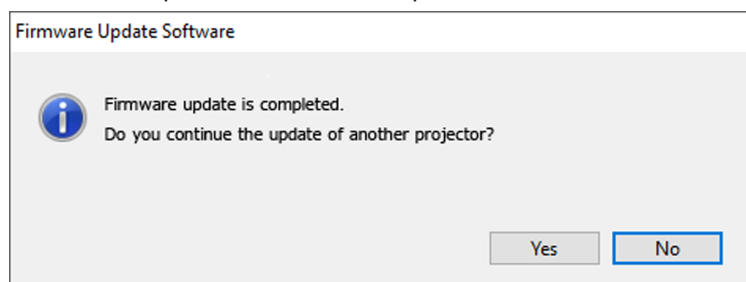 Firmware Update Software
Firmware update is completed.
Do you continue the update of another projector?
Yes No